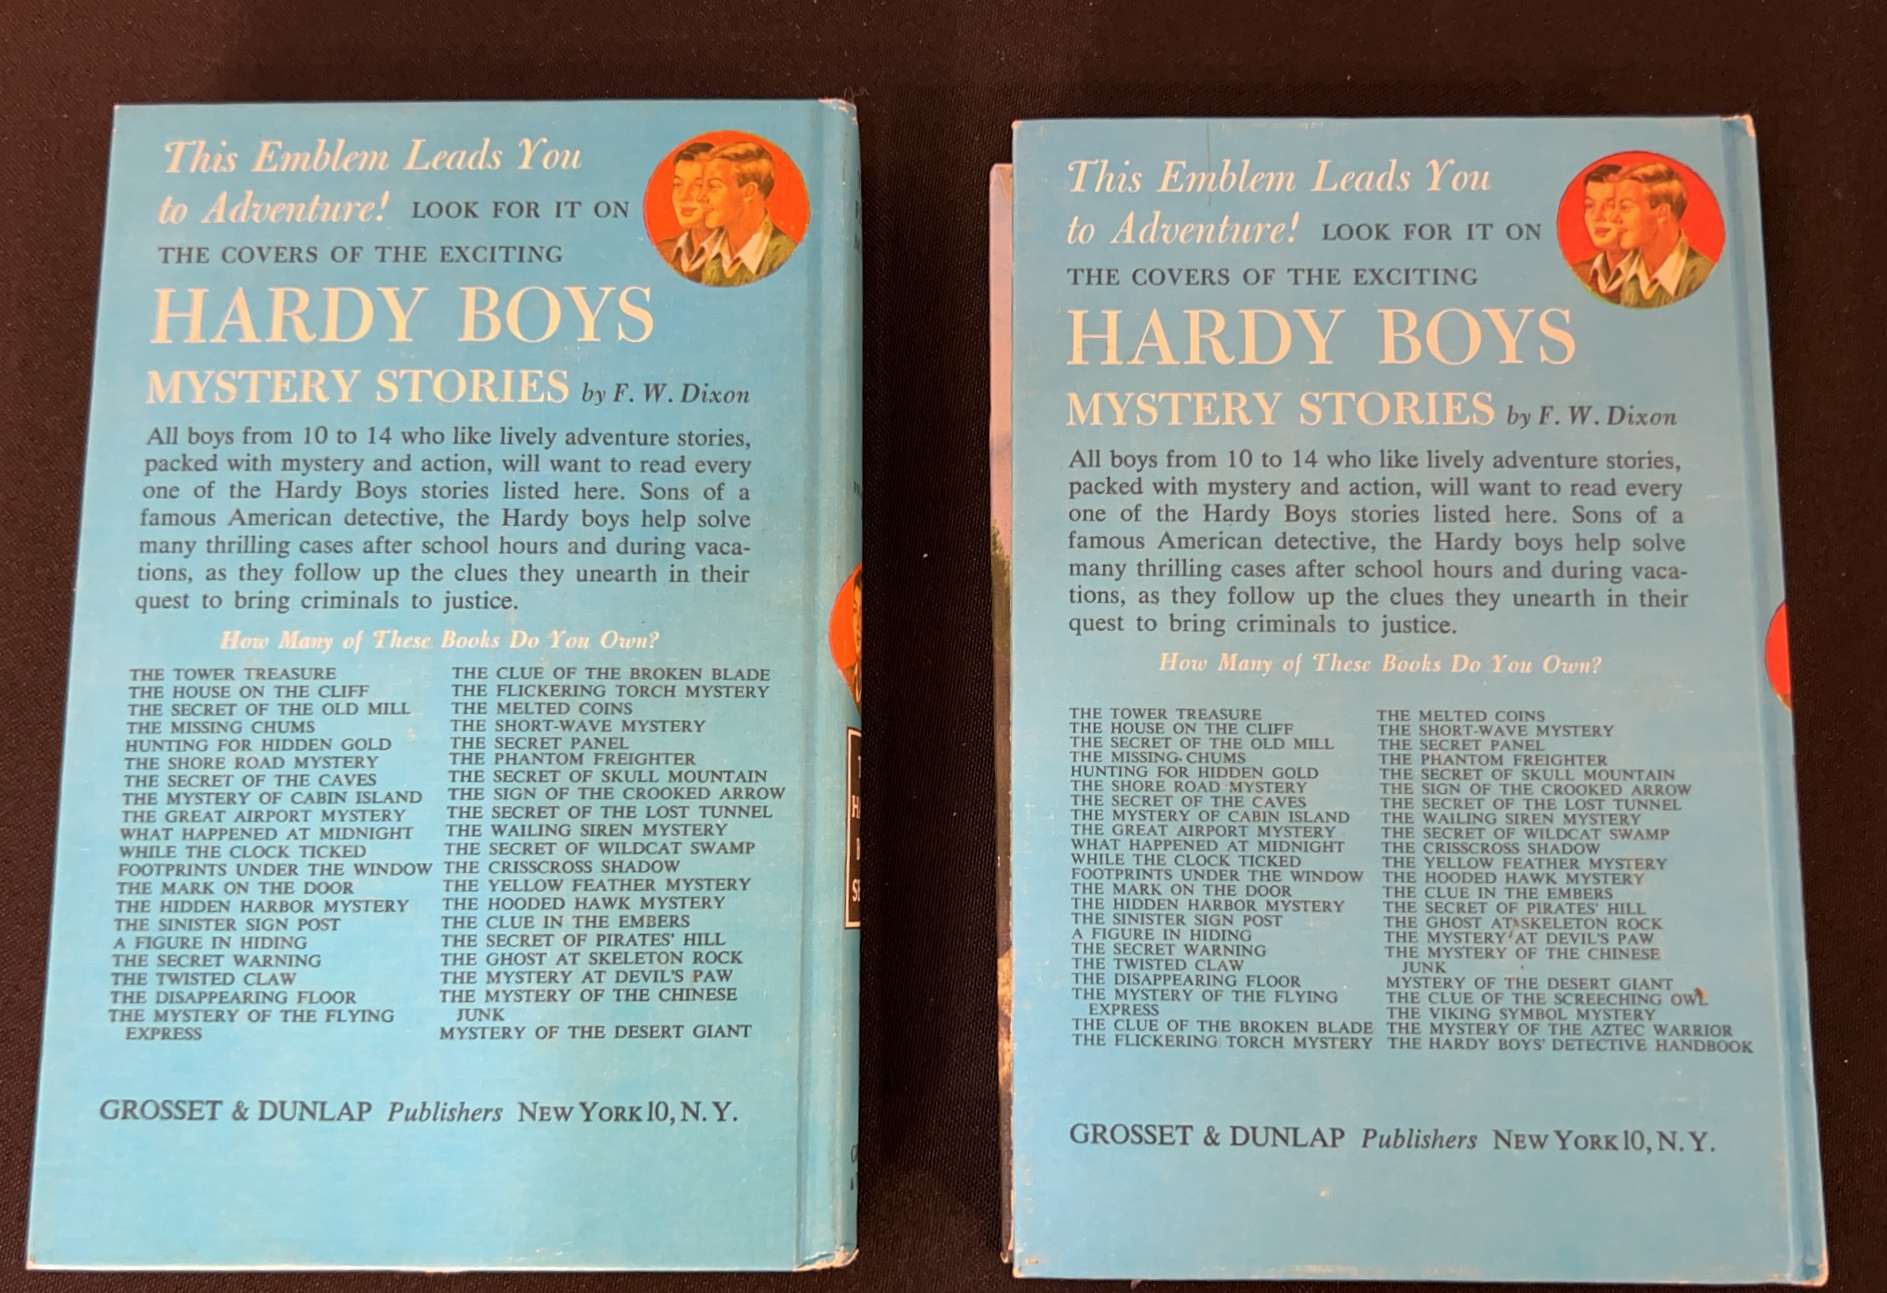 This Emblem Leads You
to Adventure! LOOK FOR IT ON
THE COVERS OF THE EXCITING
HARDY BOYS
MYSTERY STORIES by F. W. Dixon
All boys from 10 to 14 who like lively adventure stories,
packed with mystery and action, will want to read every
one of the Hardy Boys stories listed here. Sons of a
famous American detective, the Hardy boys help solve
many thrilling cases after school hours and during vaca-
tions, as they follow up the clues they unearth in their
quest to bring criminals to justice.
How Many of These Books Do You Own?
THE TOWER TREASURE
THE HOUSE ON THE CLIFF
THE SECRET OF THE OLD MILL
THE MISSING CHUMS
HUNTING FOR HIDDEN GOLD
THE SHORE ROAD MYSTERY
THE SECRET OF THE CAVES
THE MYSTERY OF CABIN ISLAND
THE GREAT AIRPORT MYSTERY
WHAT HAPPENED AT MIDNIGHT
WHILE THE CLOCK TICKED
FOOTPRINTS UNDER THE WINDOW
THE MARK ON THE DOOR
THE HIDDEN HARBOR MYSTERY
THE SINISTER SIGN POST
A FIGURE IN HIDING
THE SECRET WARNING
THE TWISTED CLAW
THE DISAPPEARING FLOOR
THE MYSTERY OF THE FLYING
EXPRESS
THE CLUE OF THE BROKEN BLADE
THE FLICKERING TORCH MYSTERY
THE MELTED COINS
THE SHORT-WAVE MYSTERY
THE SECRET PANEL
THE PHANTOM FREIGHTER
THE SECRET OF SKULL MOUNTAIN
THE SIGN OF THE CROOKED ARROW
THE SECRET OF THE LOST TUNNEL
THE WAILING SIREN MYSTERY
THE SECRET OF WILDCAT SWAMP
THE CRISSCROSS SHADOW
THE YELLOW FEATHER MYSTERY
THE HOODED HAWK MYSTERY
THE CLUE IN THE EMBERS
THE SECRET OF PIRATES' HILL
THE GHOST AT SKELETON ROCK
THE MYSTERY AT DEVIL'S PAW
THE MYSTERY OF THE CHINESE
JUNK
MYSTERY OF THE DESERT GIANT
GROSSET & DUNLAP Publishers NEW YORK 10, N. Y.
This Emblem Leads You
to Adventure! LOOK FOR IT ON
THE COVERS OF THE EXCITING
HARDY BOYS
MYSTERY STORIES by F. W. Dixon
All boys from 10 to 14 who like lively adventure stories,
packed with mystery and action, will want to read every
one of the Hardy Boys stories listed here. Sons of a
famous American detective, the Hardy boys help solve
many thrilling cases after school hours and during vaca-
tions, as they follow up the clues they unearth in their
quest to bring criminals to justice.
How Many of These Books Do You Own?
THE TOWER TREASURE
THE HOUSE ON THE CLIFF
THE SECRET OF THE OLD MILL
THE MISSING CHUMS
HUNTING FOR HIDDEN GOLD
THE SHORE ROAD MYSTERY
THE SECRET OF THE CAVES
THE MYSTERY OF CABIN ISLAND
THE GREAT AIRPORT MYSTERY
WHAT HAPPENED AT MIDNIGHT
WHILE THE CLOCK TICKED
FOOTPRINTS UNDER THE WINDOW
THE MARK ON THE DOOR
THE HIDDEN HARBOR MYSTERY
THE SINISTER SIGN POST
A FIGURE IN HIDING
THE SECRET WARNING
THE TWISTED CLAW
THE DISAPPEARING FLOOR
THE MYSTERY OF THE FLYING
EXPRESS
THE CLUE OF THE BROKEN BLADE
THE FLICKERING TORCH MYSTERY
THE MELTED COINS
THE SHORT-WAVE MYSTERY
THE SECRET PANEL
THE PHANTOM FREIGHTER
THE SECRET OF SKULL MOUNTAIN
THE SIGN OF THE CROOKED ARROW
THE SECRET OF THE LOST TUNNEL
THE WAILING SIREN MYSTERY
THE SECRET OF WILDCAT SWAMP
THE CRISSCROSS SHADOW
THE YELLOW FEATHER MYSTERY
THE HOODED HAWK MYSTERY
THE CLUE IN THE EMBERS
THE SECRET OF PIRATES' HILL
THE GHOST AT SKELETON ROCK
THE MYSTERY AT DEVIL'S PAW
THE MYSTERY OF THE CHINESE
JUNK
MYSTERY OF THE DESERT GIANT
THE CLUE OF THE SCREECHING OWL
THE VIKING SYMBOL MYSTERY
THE MYSTERY OF THE AZTEC WARRIOR
THE HARDY BOYS' DETECTIVE HANDBOOK
GROSSET & DUNLAP Publishers NEW YORK 10, N. Y.